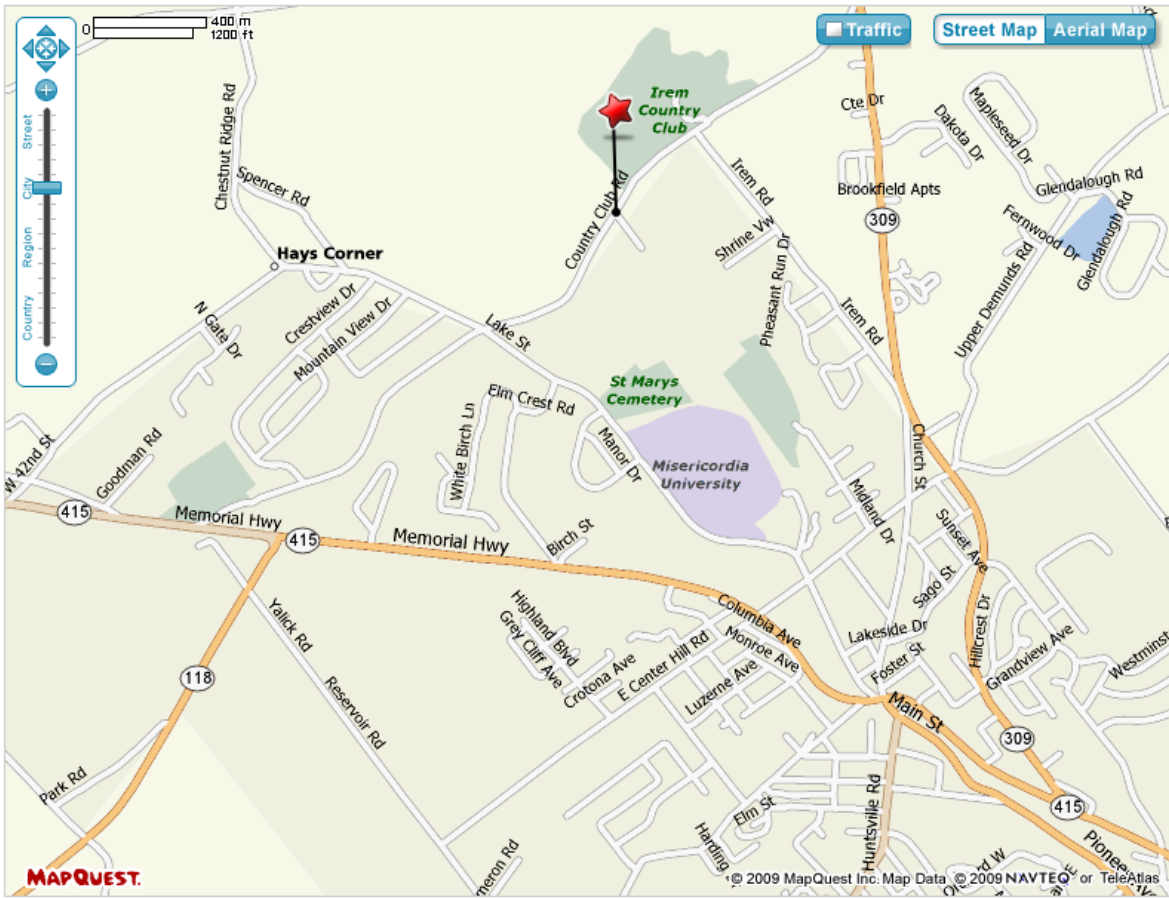 0
400 m
1200 ft
Traffic
Street Map
Aerial Map
Street
City
Region
Country
Chestnut Ridge Rd
Spencer Rd
Hays Corner
Irem
Country
Club
Country Club Rd
Irem Rd
Shrine Vw
Pheasant Run Dr
Irem Rd
Cte Dr
Dakota Dr
Mapleseed Dr
Brookfield Apts
309
Glendalough Rd
Fernwood Dr
Glendalough Rd
Upper Demunds Rd
N Gate Dr
Crestview Dr
Mountain View Dr
Lake St
St Marys
Cemetery
Elm Crest Rd
White Birch Ln
Manor Dr
Misericordia
University
Church St
Midland Dr
Sunset Ave
W 42nd St
Goodman Rd
415
Memorial Hwy
415
Memorial Hwy
Birch St
Sago St
Columbia Ave
Lakeside Dr
Hillcrest Dr
Highland Blvd
Grey Cliff Ave
Monroe Ave
Foster St
Grandview Ave
Westminst
Yalick Rd
Crotona Ave
E Center Hill Rd
Luzerne Ave
118
Reservoir Rd
Main St
309
Park Rd
Elm St
Huntsville Rd
415
Harding
Pionee
meron Rd
MAPQUEST.
© 2009 MapQuest Inc. Map Data © 2009 NAVTEQ or TeleAtlas